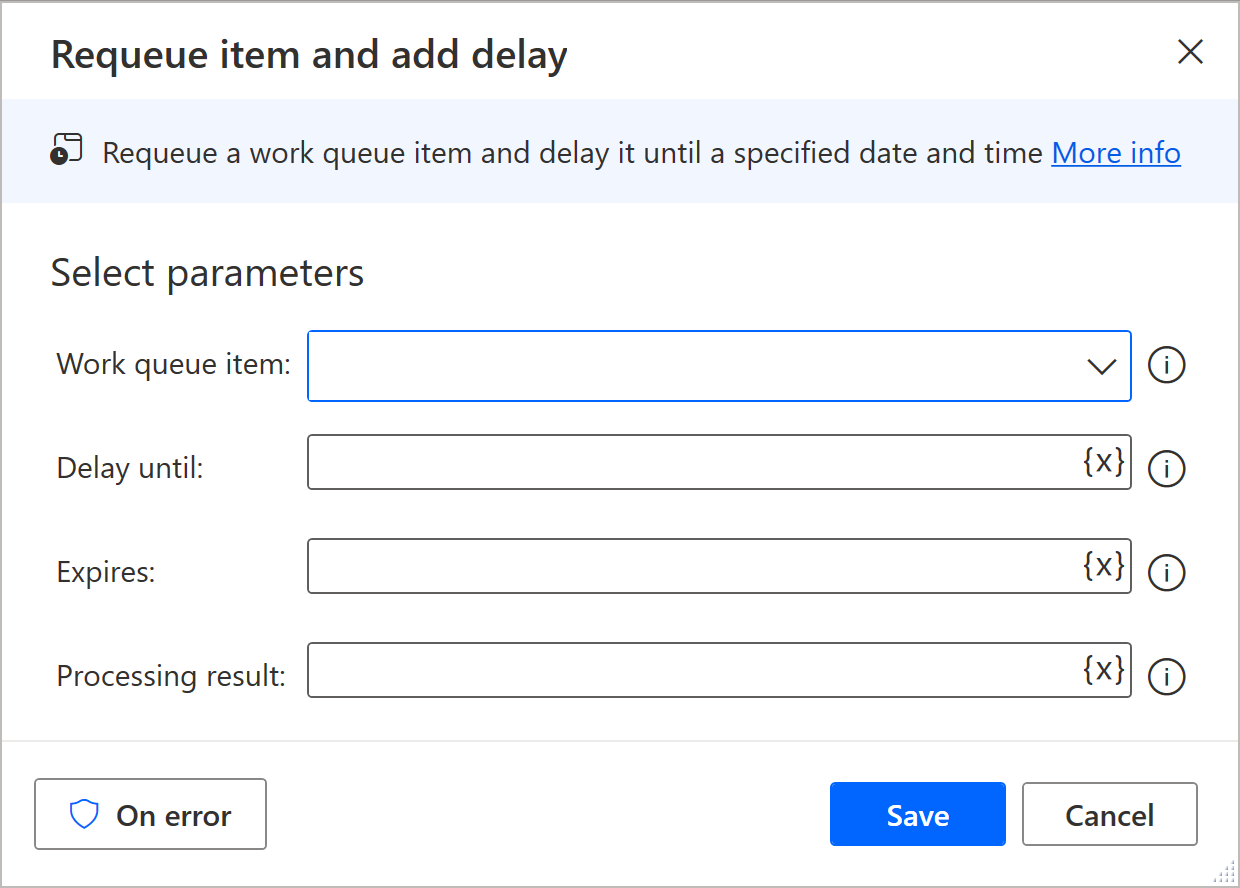 Requeue item and add delay
Requeue a work queue item and delay it until a specified date and time More info
Select parameters
Work queue item:
Delay until: {x}
Expires: {x}
Processing result: {x}
On error Save Cancel